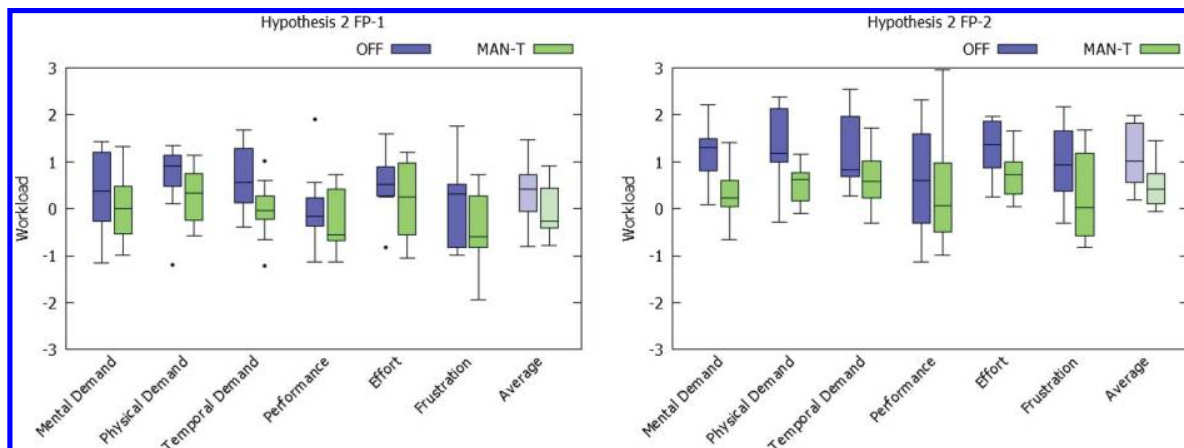 Hypothesis 2 FP-1
OFF MAN-T
3
2
1
0
-1
-2
-3
Workload
Mental Demand
Physical Demand
Temporal Demand
Performance
Effort
Frustration
Average
Hypothesis 2 FP-2
OFF MAN-T
3
2
1
0
-1
-2
-3
Workload
Mental Demand
Physical Demand
Temporal Demand
Performance
Effort
Frustration
Average